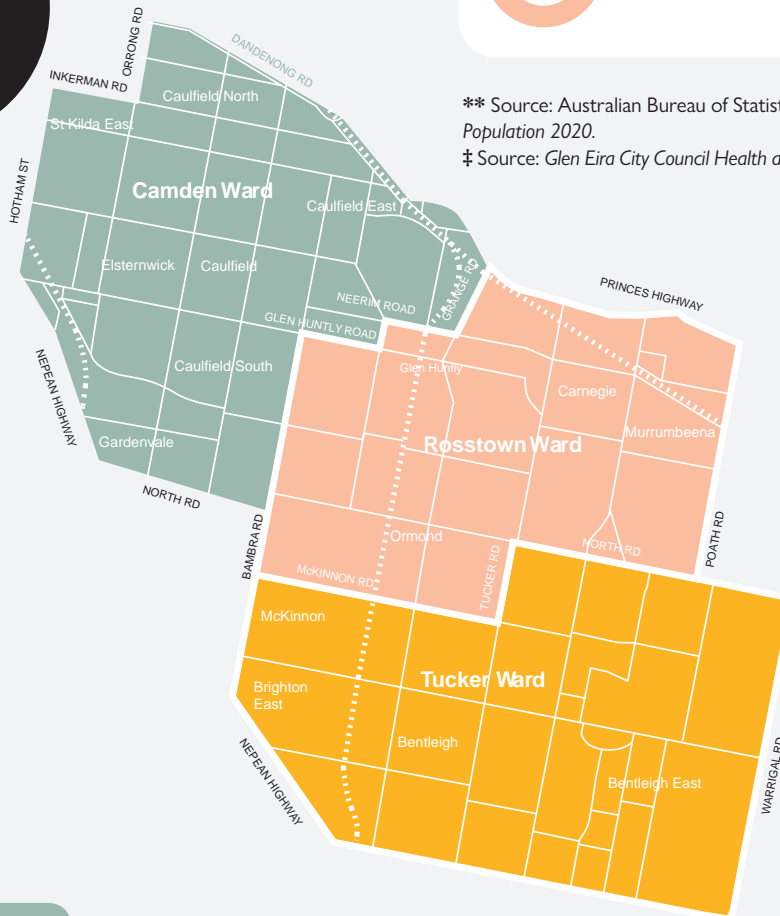 ** Source: Australian Bureau of Statist
Population 2020.
‡ Source: Glen Eira City Council Health a
ORRONG RD
DANDENONG RD
INKERMAN RD
Caulfield North
St Kilda East
HOTHAM ST
Camden Ward
Caulfield East
Elsternwick
Caulfield
GRANGE RD
NEERIM ROAD
GLEN HUNTLY ROAD
PRINCES HIGHWAY
NEPEAN HIGHWAY
Caulfield South
Glen Huntly
Carnegie
Gardenvale
Rosstown Ward
Murrumbeena
NORTH RD
BAMBRA RD
Ormond
NORTH RD
POATH RD
McKINNON RD
TUCKER RD
McKinnon
Tucker Ward
Brighton
East
NEPEAN HIGHWAY
Bentleigh
Bentleigh East
WARRIGAL RD